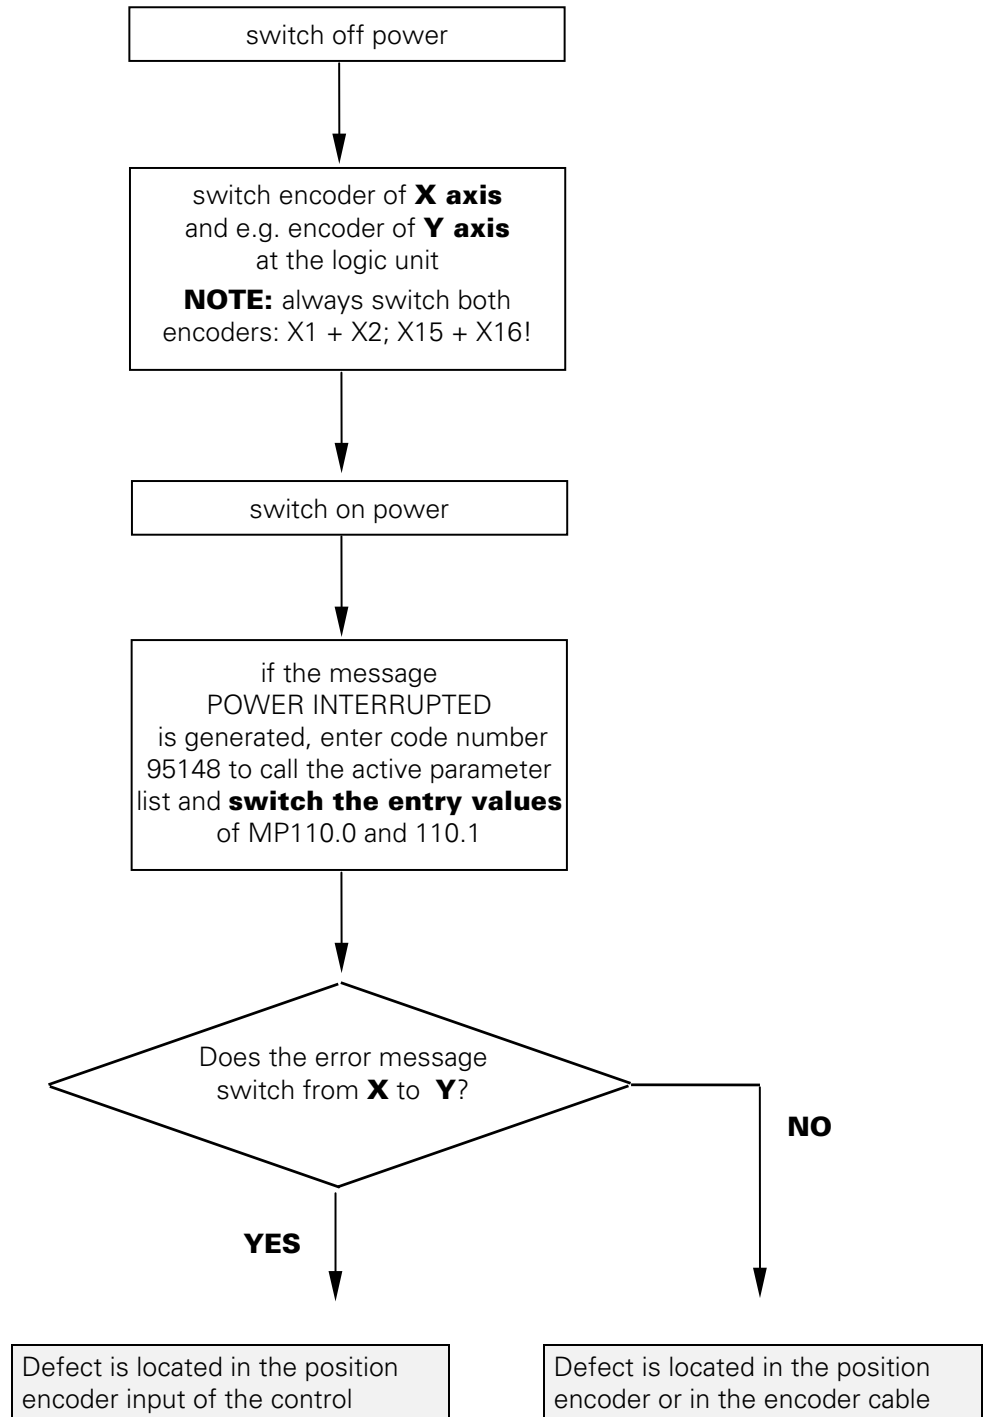 switch off power
switch encoder of X axis
and e.g. encoder of Y axis
at the logic unit
NOTE: always switch both
encoders: X1 + X2; X15 + X16!
switch on power
if the message
POWER INTERRUPTED
is generated, enter code number
95148 to call the active parameter
list and switch the entry values
of MP110.0 and 110.1
Does the error message
switch from X to Y?
NO
YES
Defect is located in the position
encoder input of the control
Defect is located in the position
encoder or in the encoder cable